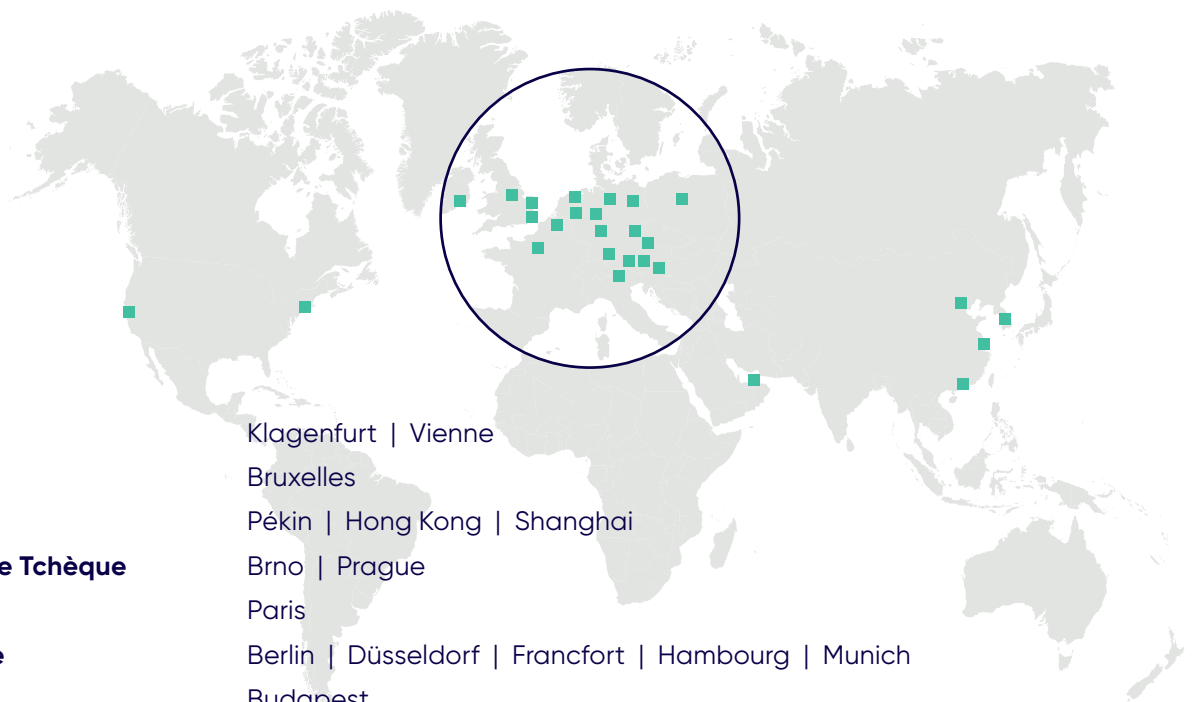 Klagenfurt | Vienne
Bruxelles
Pékin | Hong Kong | Shanghai
e Tchèque Brno | Prague
Paris
e Berlin | Düsseldorf | Francfort | Hambourg | Munich
Budapest